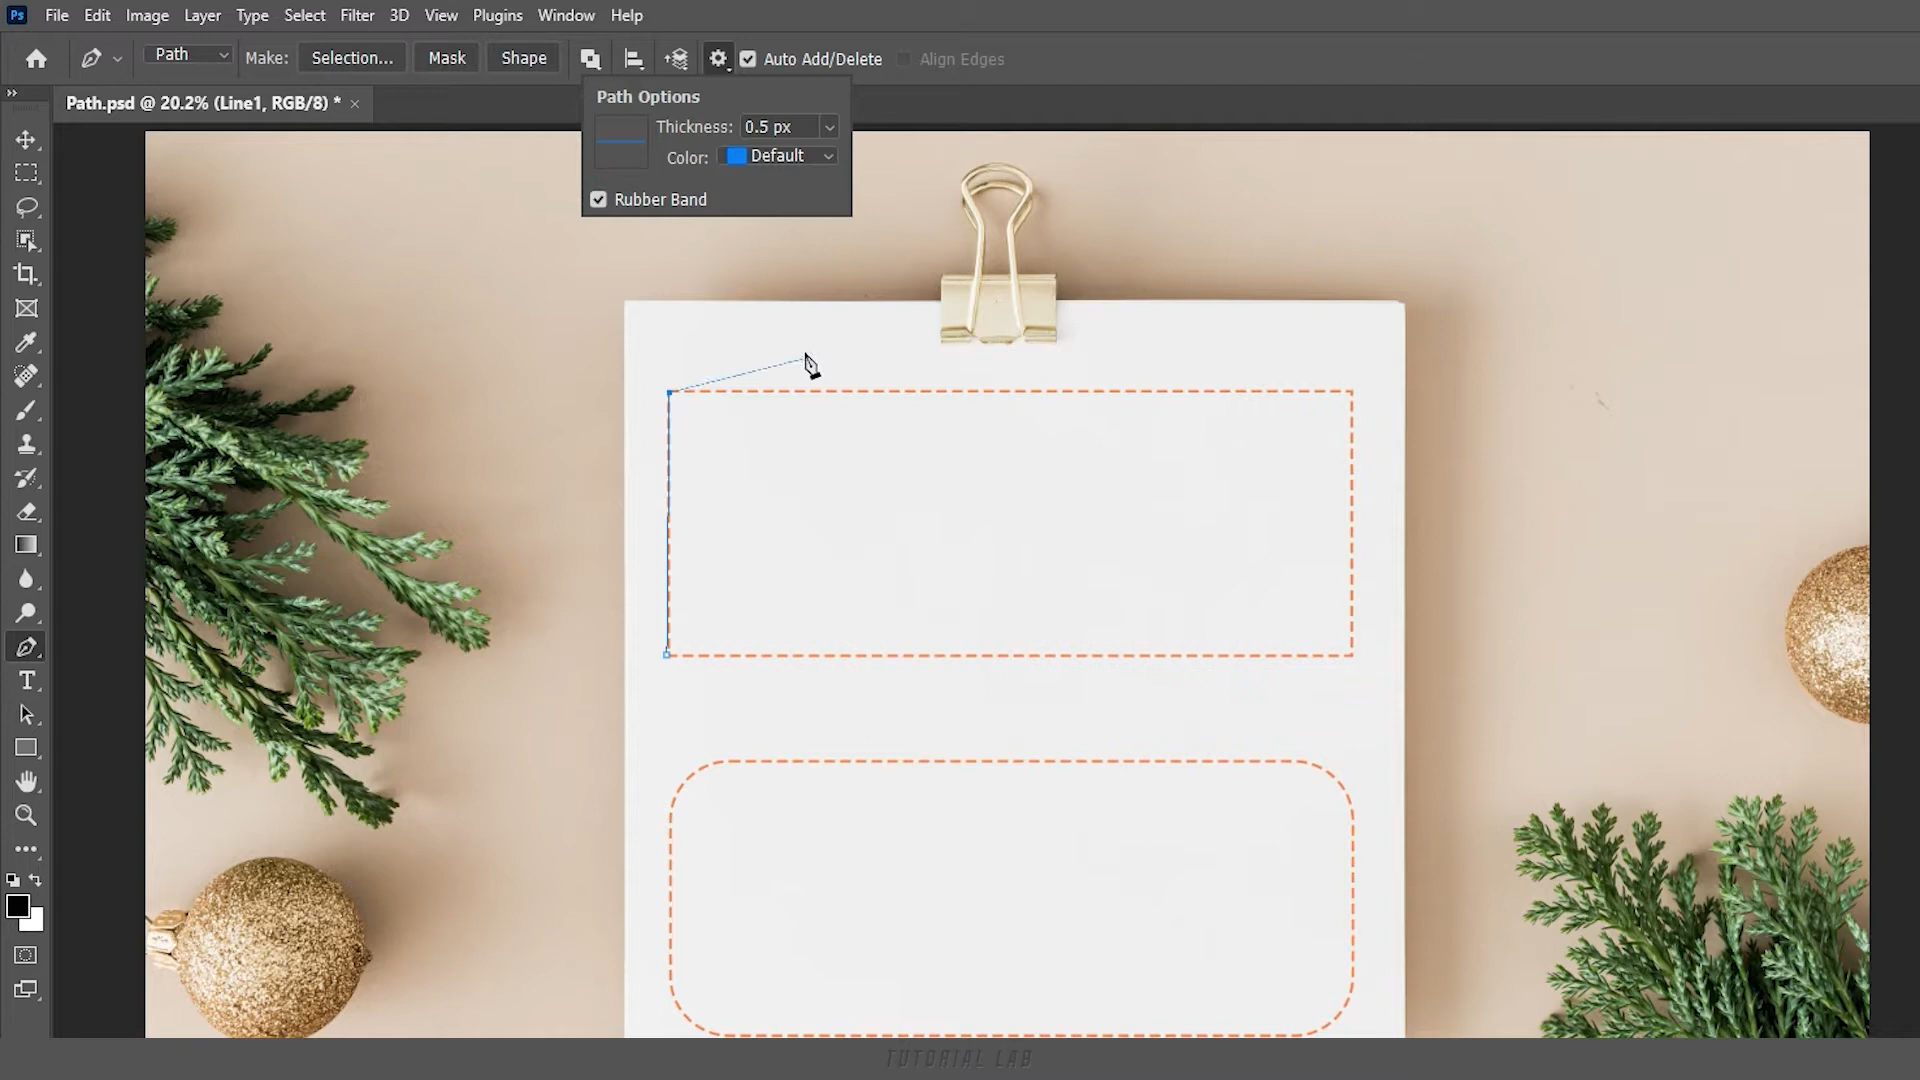 Ps File Edit Image Layer Type Select Filter 3D View Plugins Window Help
Path Make: Selection... Mask Shape Auto Add/Delete Align Edges
Path.psd @ 20.2% (Line1, RGB/8) *
Path Options
Thickness: 0.5 px
Color: Default
Rubber Band
TUTORIAL LAB